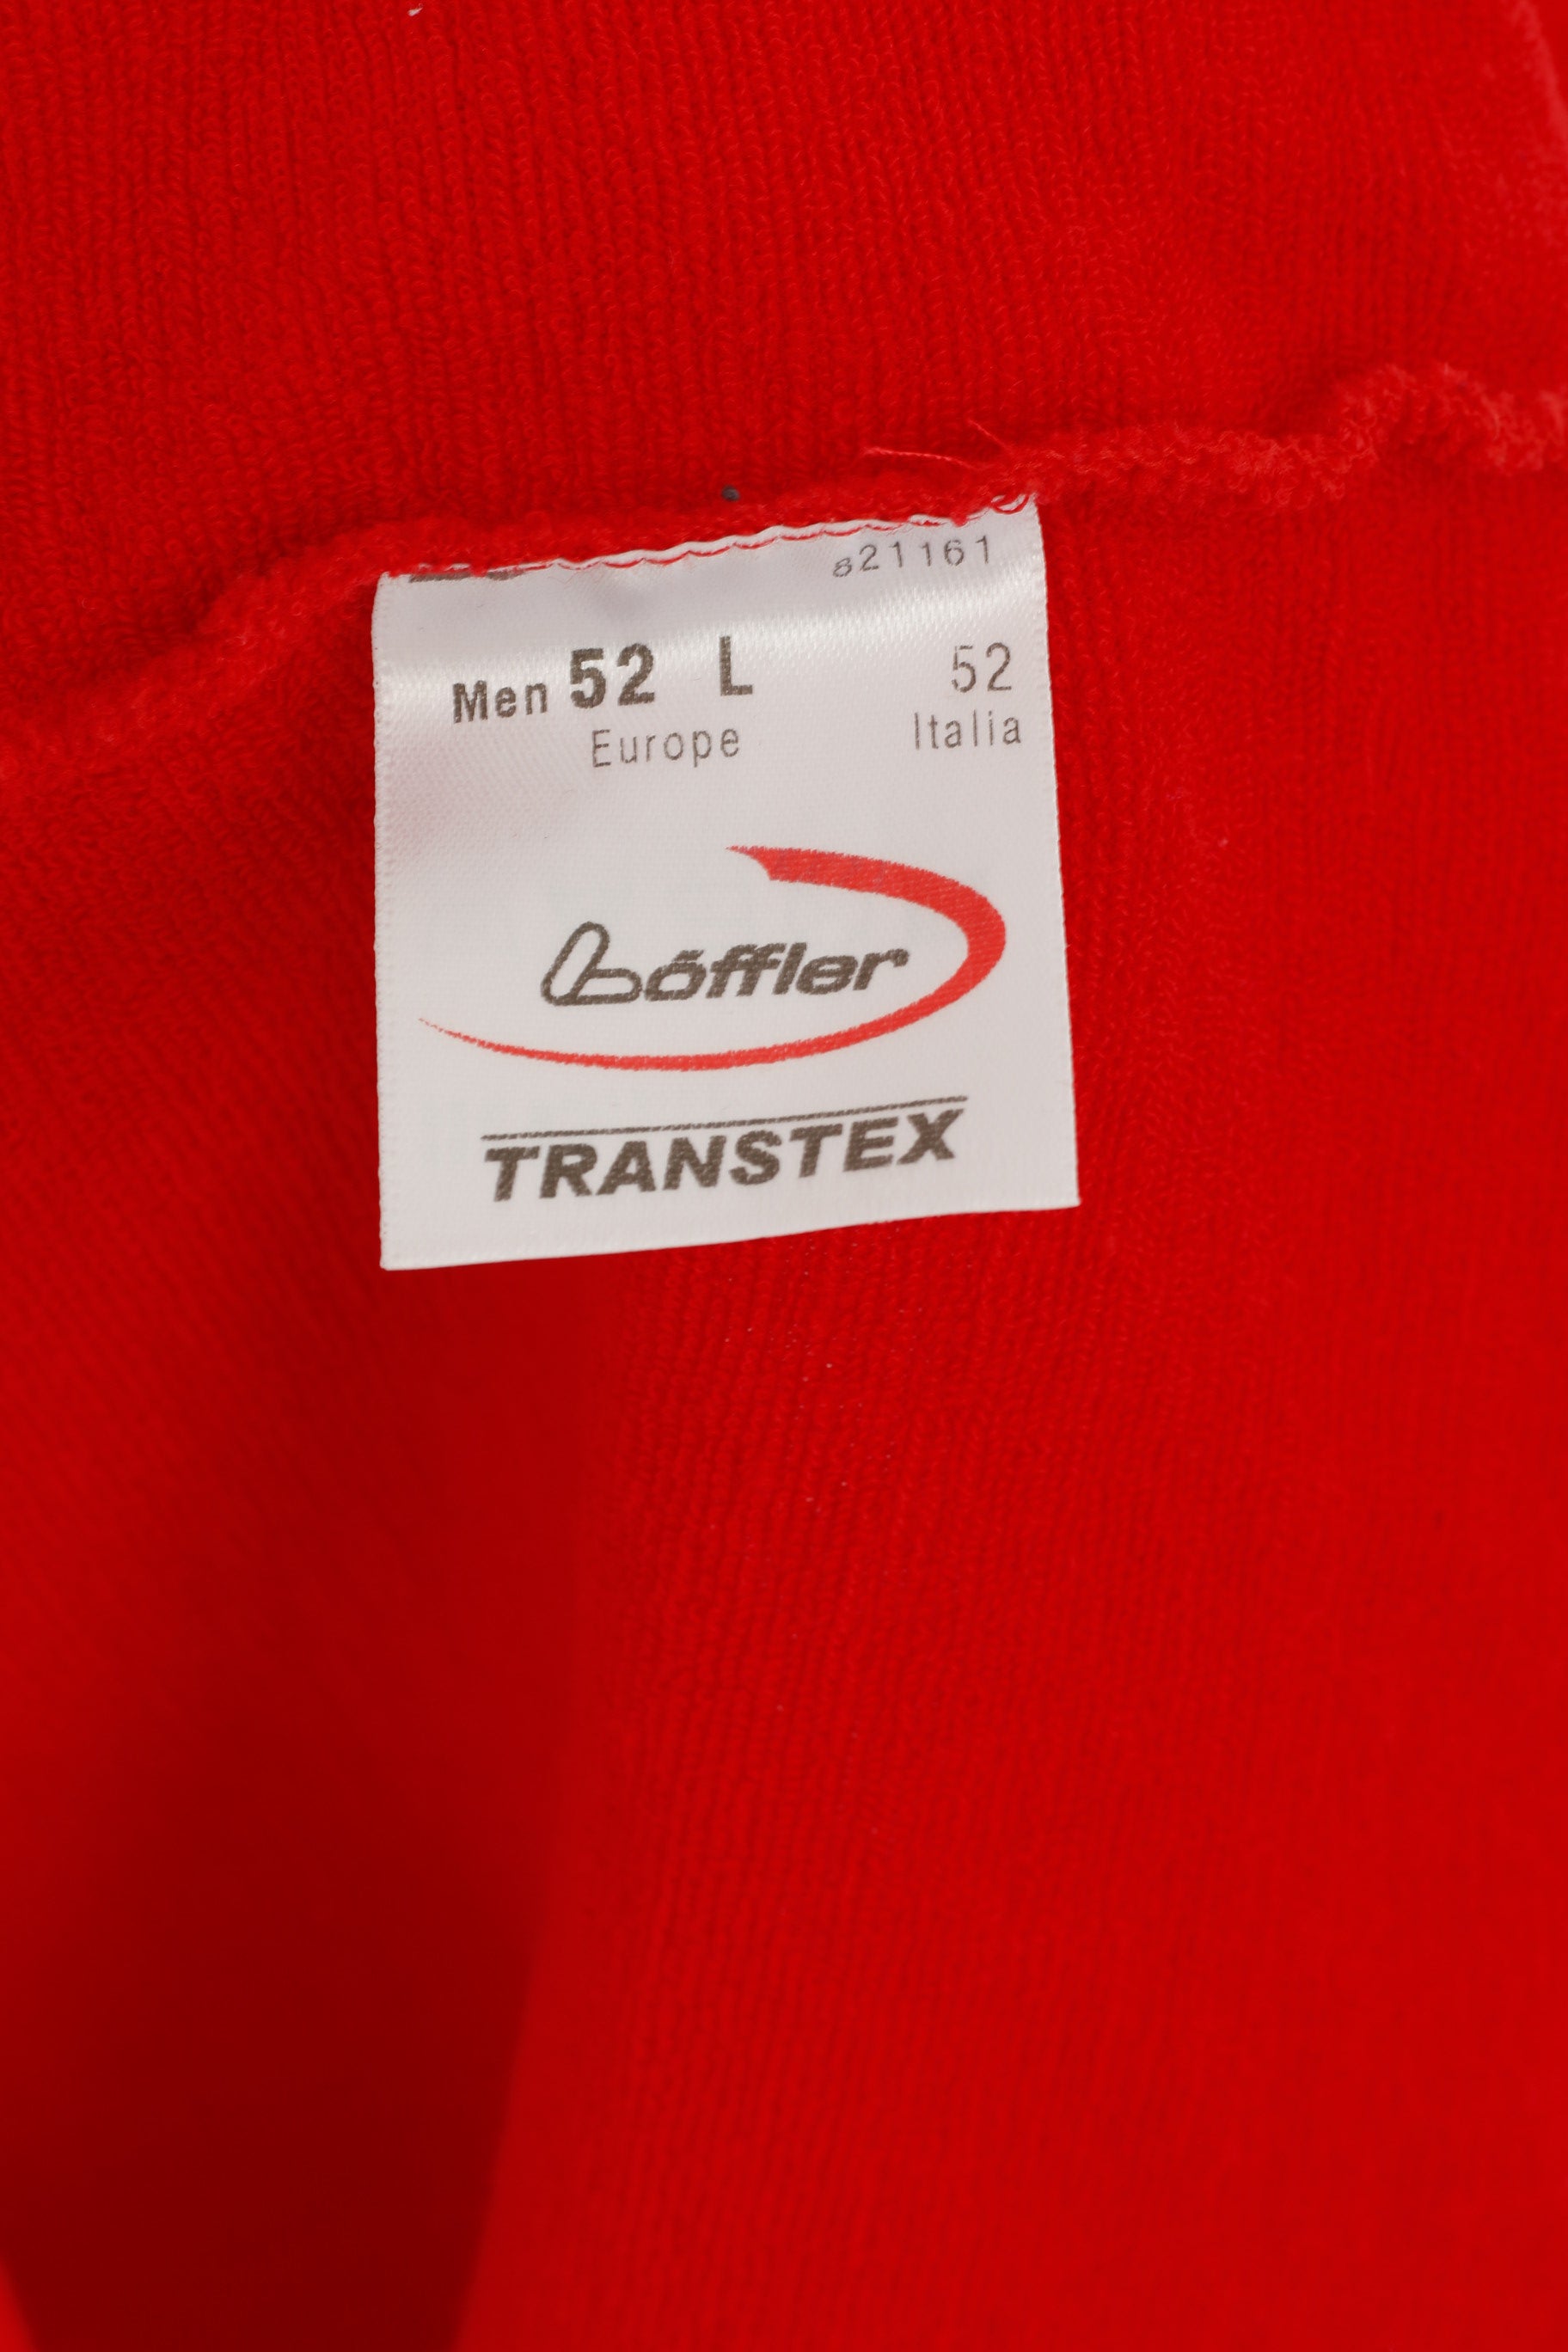 821161
Men 52 L 52
Europe Italia
Löffler
TRANSTEX